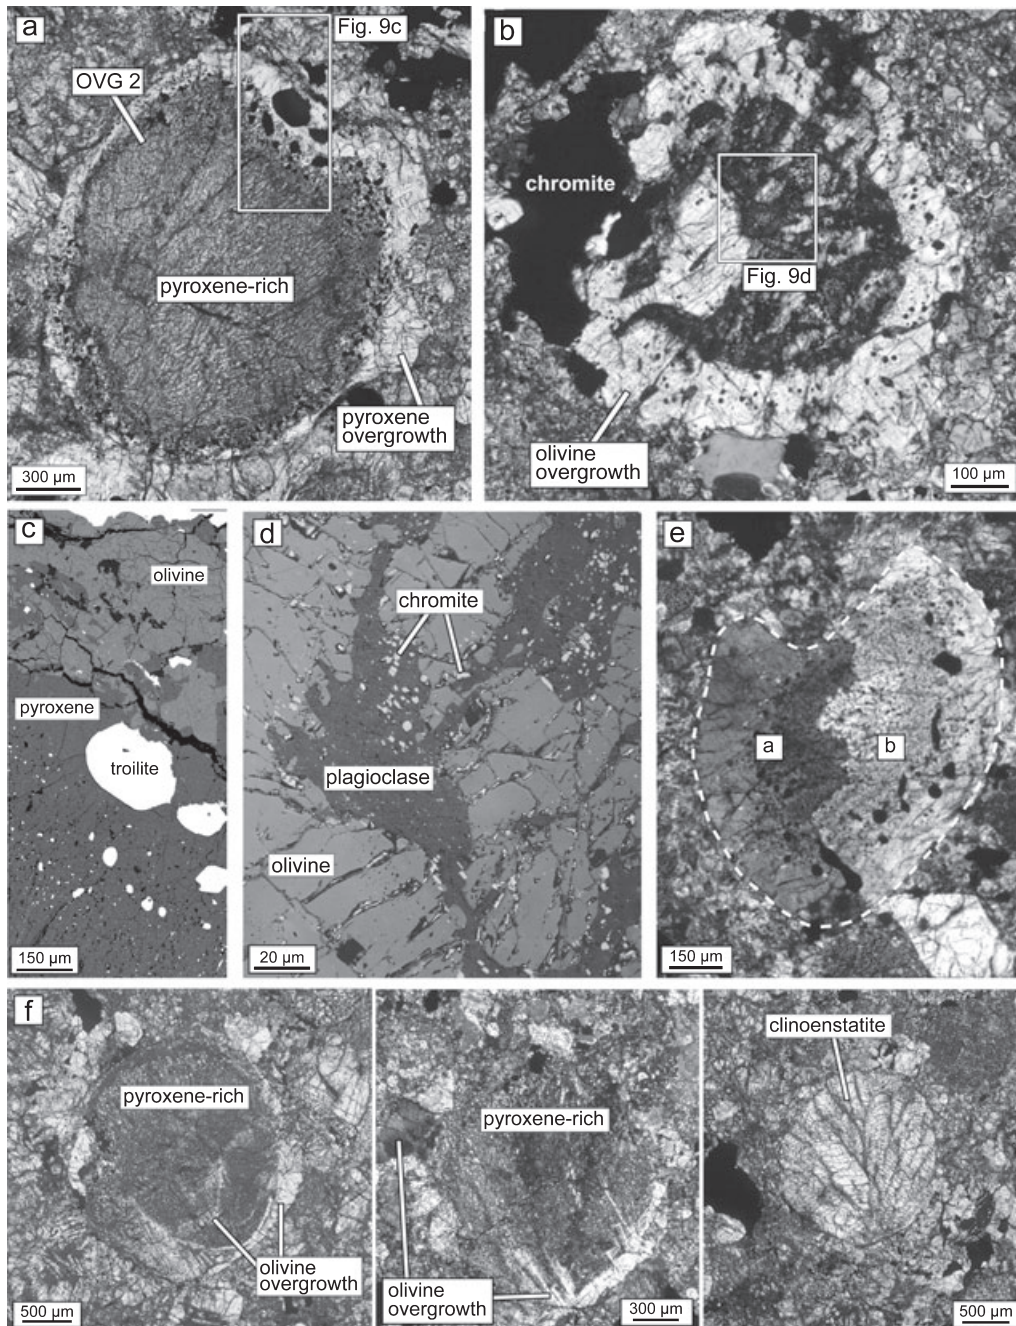 a
Fig. 9c
OVG 2
pyroxene-rich
pyroxene
overgrowth
300 µm
b
chromite
Fig. 9d
olivine
overgrowth
100 µm
c
olivine
pyroxene
troilite
150 µm
d
chromite
plagioclase
olivine
20 µm
e
a
b
150 µm
f
pyroxene-rich
olivine
overgrowth
500 µm
pyroxene-rich
olivine
overgrowth
300 µm
clinoenstatite
500 µm